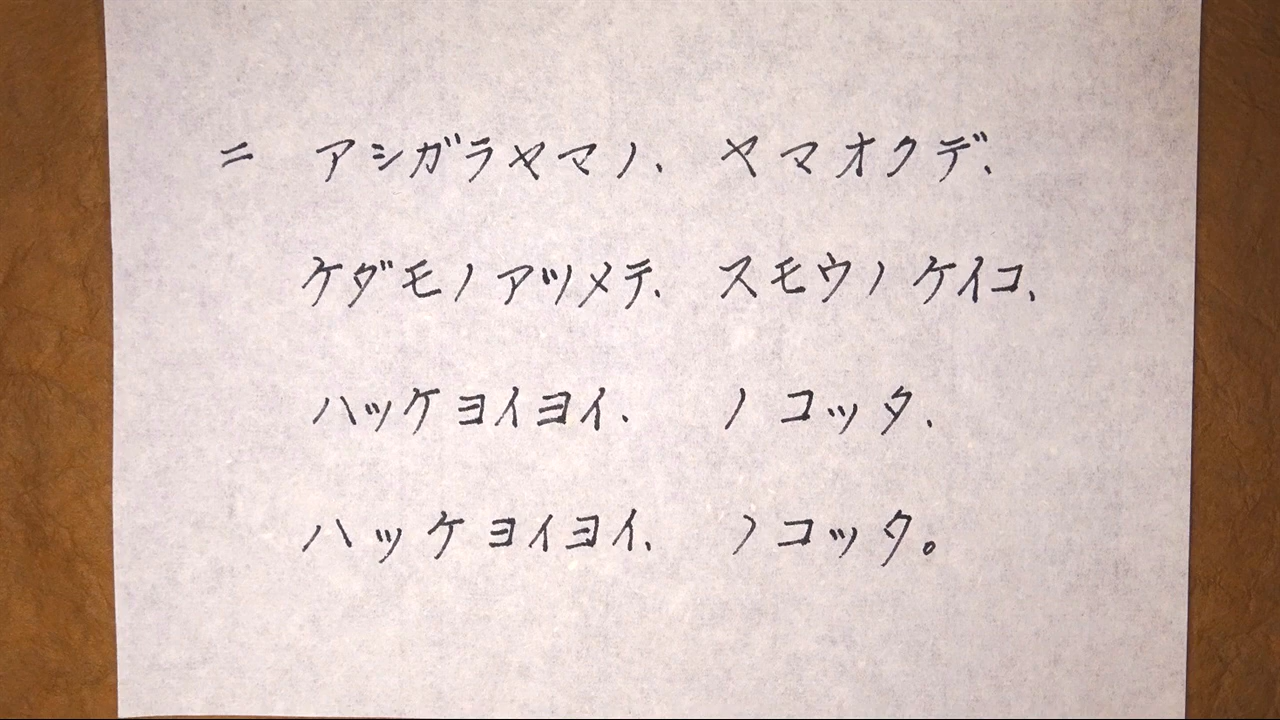 二 アシガラヤマノ、 ヤマオクデ、
ケダモノアツメテ、 スモウノケイコ、
ハッケヨイヨイ、 ノコッタ、
ハッケヨイヨイ、 ノコッタ。